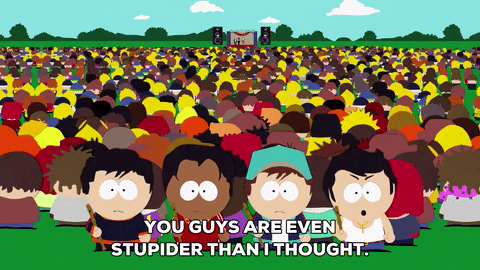 YOU GUYS ARE EVEN
STUPIDER THAN I THOUGHT.